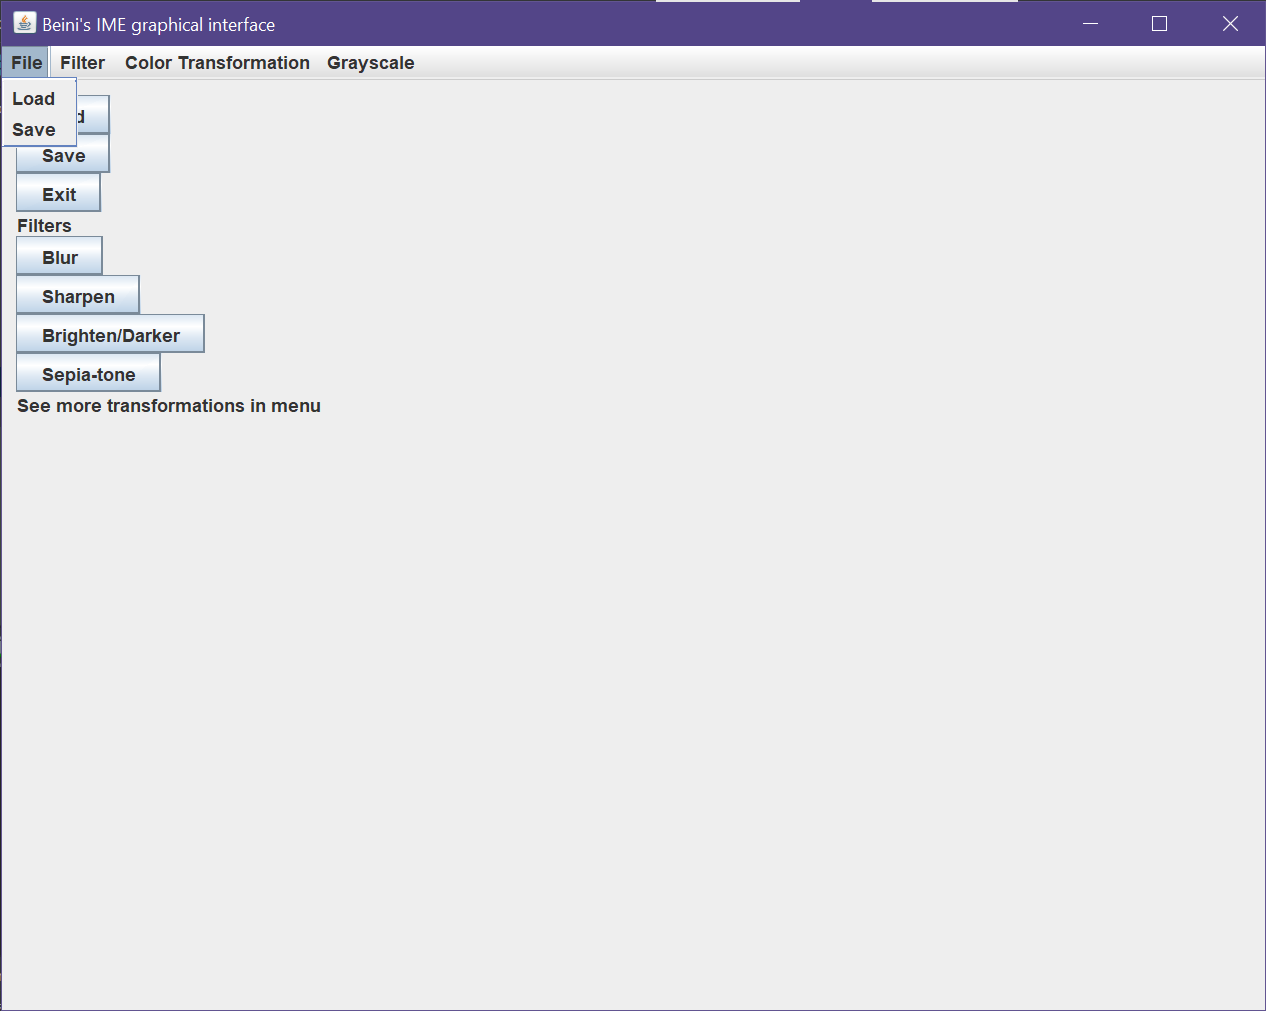 Beini's IME graphical interface
File Filter Color Transformation Grayscale
Load
Save
Save
Exit
Filters
Blur
Sharpen
Brighten/Darker
Sepia-tone
See more transformations in menu